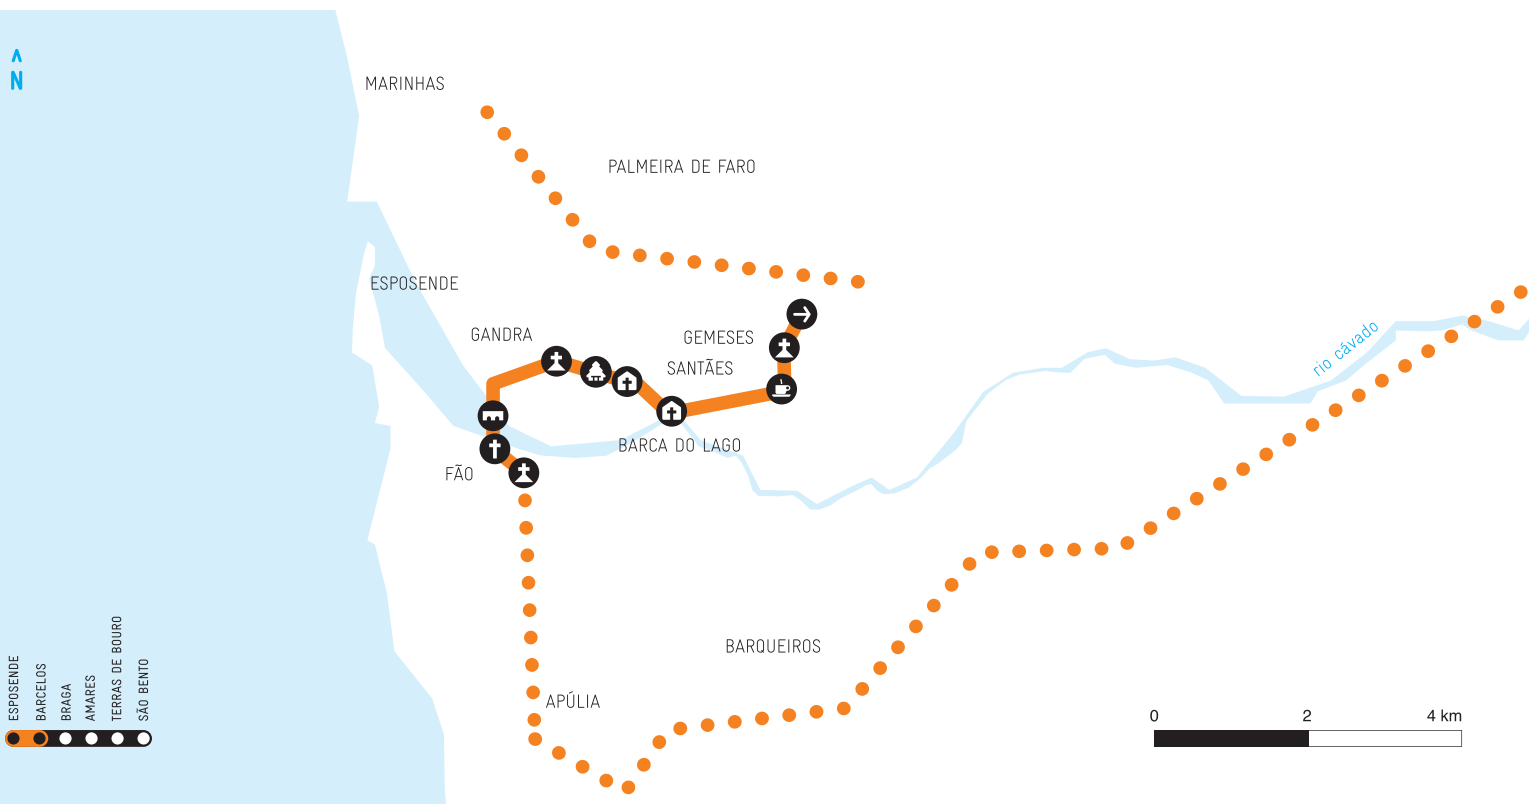 N
MARINHAS
PALMEIRA DE FARO
ESPOSENDE
GANDRA
GEMESES
SANTÃES
rio cávado
BARCA DO LAGO
FÃO
BARQUEIROS
APÚLIA
ESPOSENDE
BARCELOS
BRAGA
AMARES
TERRAS DE BOURO
SÃO BENTO
0 2 4 km